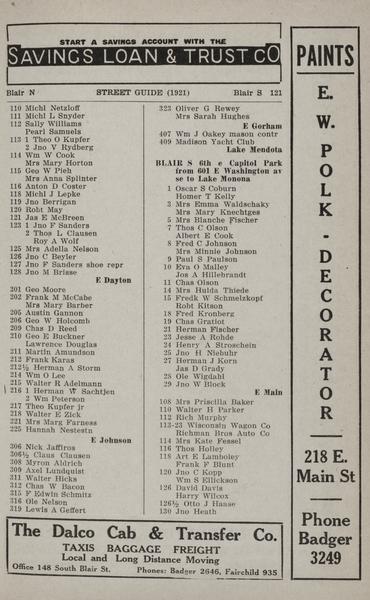 START A SAVINGS ACCOUNT WITH THE
SAVINGS LOAN & TRUST CO
Blair N STREET GUIDE (1921) Blair S 121
110 Michl Netzloff
111 Michl L Snyder
112 Sally Williams
Pearl Samuels
113 1 Theo O Kupfer
2 Jno V Rydberg
114 Wm W Cook
Mrs Mary Horton
115 Geo W Pieh
Mrs Anna Splinter
116 Anton D Coster
118 Michl J Lepke
119 Jno Berrigan
120 Robt May
121 Jas E McBreen
123 1 Jno F Sanders
2 Thos L Clausen
Roy A Wolf
125 Mrs Adella Nelson
126 Jno C Beyler
127 Jno F Sanders shoe repr
128 Jno M Brisse
E Dayton
201 Geo Moore
202 Frank M McCabe
Mrs Mary Barber
205 Austin Gannon
206 Geo W Holcomb
209 Chas D Reed
210 Geo E Buckner
Lawrence Douglas
211 Martin Amundson
212 Frank Karas
212½ Herman A Storm
214 Wm O Lee
215 Walter R Adelmann
216 1 Herman W Sachtjen
2 Wm Peterson
217 Theo Kupfer jr
218 Walter E Zick
221 Mrs Marg Farness
225 Hannah Nestestn
E Johnson
306 Nick Jaffiros
306½ Claus Clausen
308 Myron Aldrich
309 Axel Lundquist
311 Walter Hicks
312 Chas W Bacon
315 F Edwin Schmitz
316 Ole Nelson
319 Lewis A Geffert
323 Oliver G Rewey
Mrs Sarah Hughes
E Gorham
407 Wm J Oakey mason contr
409 Madison Yacht Club
Lake Mendota
BLAIR S 6th e Capitol Park
from 601 E Washington av
se to Lake Monona
1 Oscar S Coburn
Homer T Kelly
3 Mrs Emma Waldschaky
Mrs Mary Knechtges
5 Mrs Blanche Fischer
7 Thos C Olson
Albert E Cook
8 Fred C Johnson
Mrs Minnie Johnson
9 Paul S Paulson
10 Eva O Malley
Jos A Hillebrandt
11 Chas Olson
14 Mrs Hulda Thiede
15 Fredk W Schmelzkopf
Robt Kitson
18 Fred Kronberg
19 Chas Gratiot
21 Herman Fischer
23 Jesse A Rohde
24 Henry A Stroschein
25 Jno H Niebuhr
27 Herman J Korn
Jas D Grady
28 Ole Wigdahl
29 Jno W Block
E Main
108 Mrs Priscilla Baker
110 Walter H Parker
112 Rich Murphy
113-23 Wisconsin Wago Co
Richman Bros Auto Co
114 Mrs Kate Fessel
116 Thos Holley
118 Art E Lamboley
Frank F Blunt
120 Jno C Kopp
Wm S Ellickson
126 David Davis
Harry Wilcox
126½ Otto J Haase
130 Jno Heath
The Dalco Cab & Transfer Co.
TAXIS BAGGAGE FREIGHT
Local and Long Distance Moving
Office 148 South Blair St. Phones: Badger 2646, Fairchild 935
PAINTS
E. W. POLK - DECORATOR
218 E.
Main St
Phone
Badger
3249